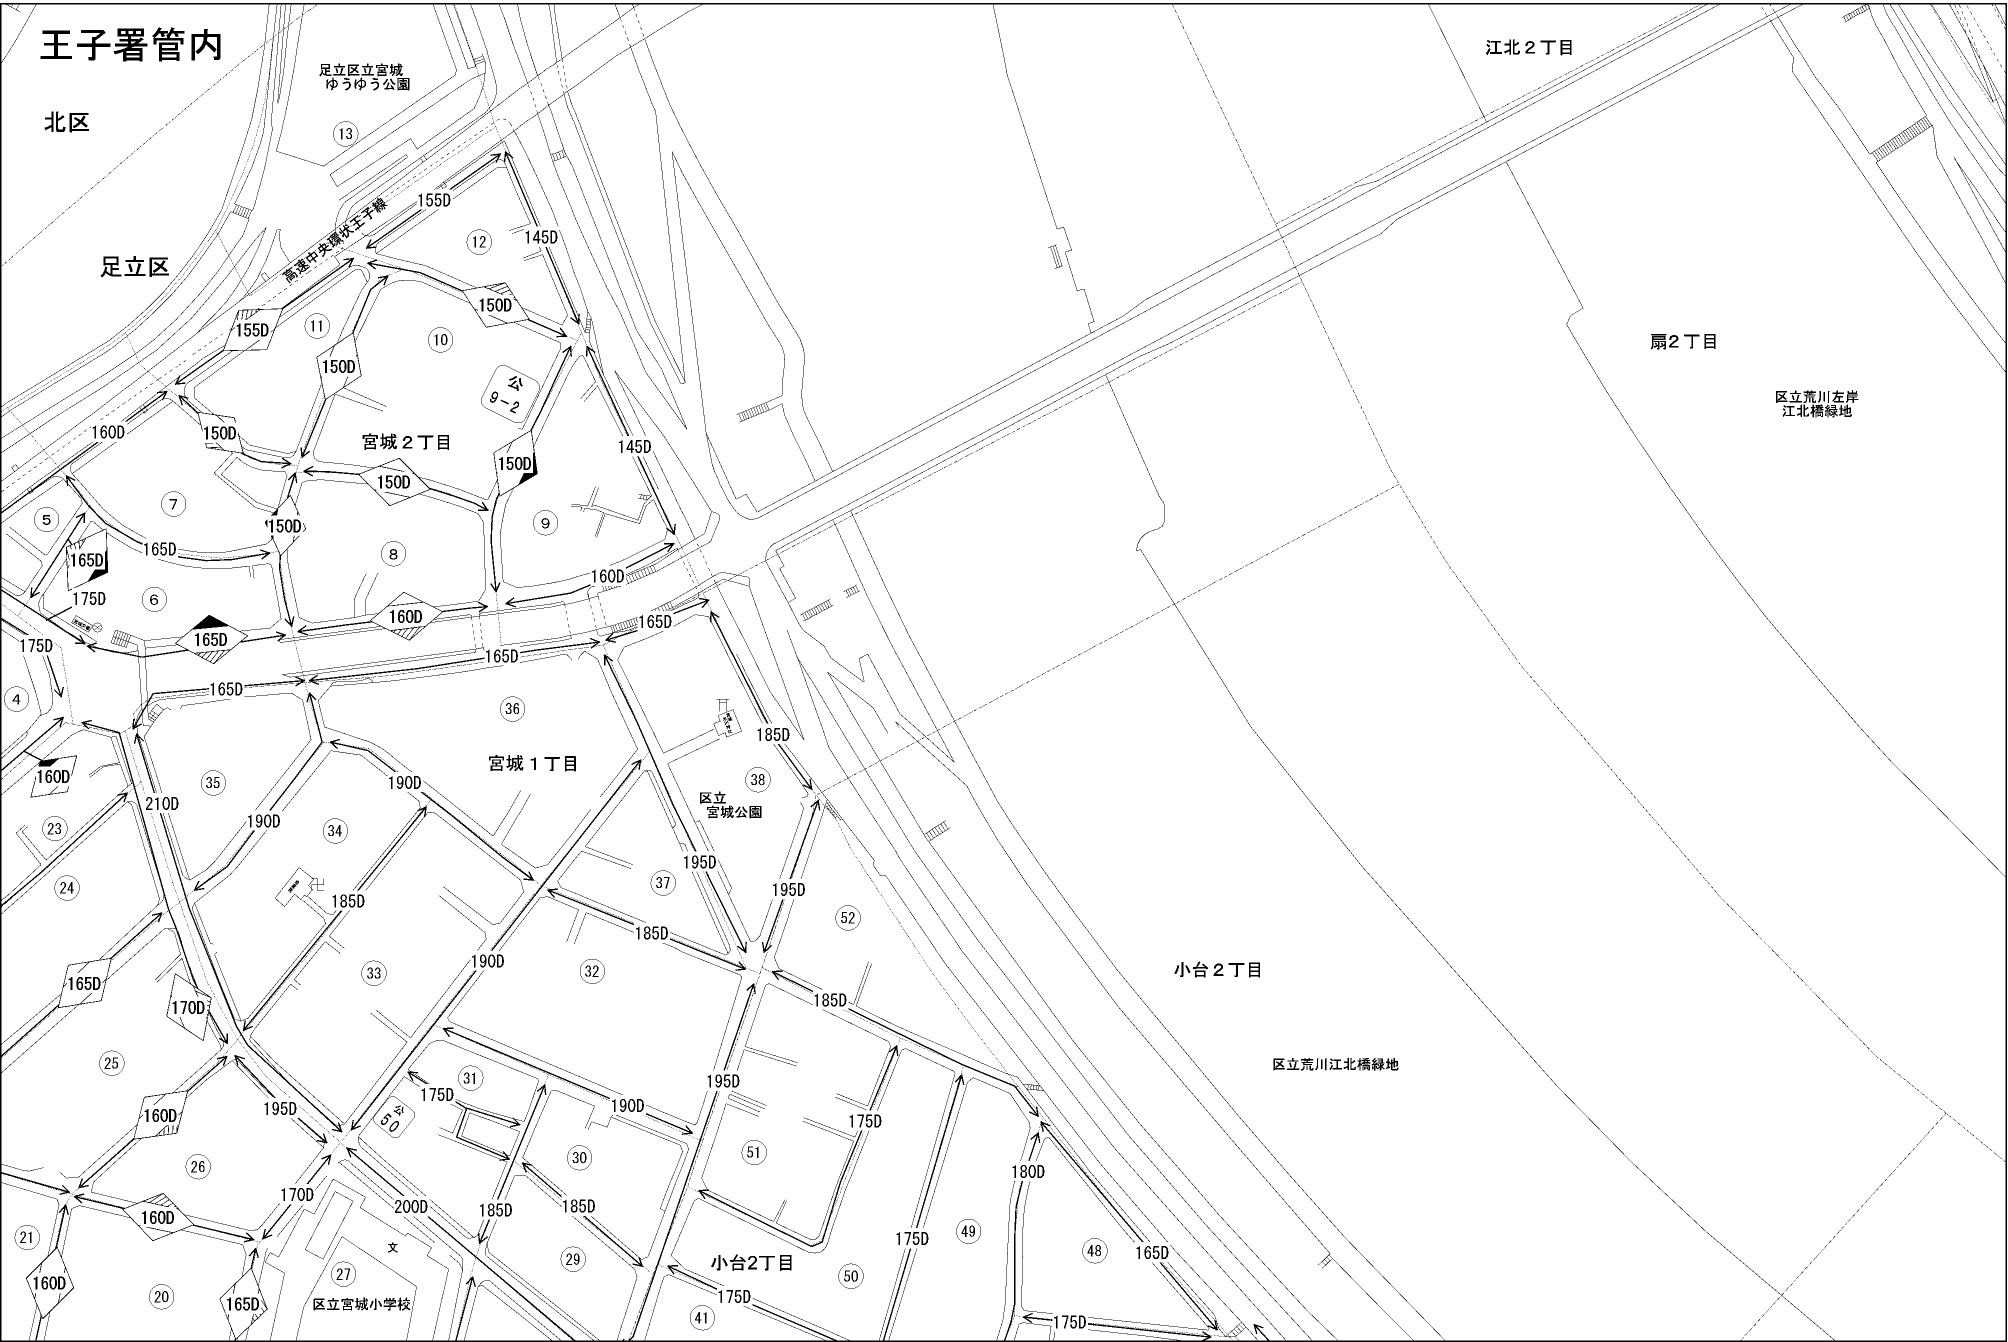 王子署管内
江北２丁目
足立区立宮城
ゆうゆう公園
北区
13
155D
高速中央環状王子線
12
145D
足立区
150D
155D
11
10
扇２丁目
150D
公
9-2
区立荒川左岸
江北橋緑地
160D
150D
宮城２丁目
145D
150D
150D
7
5
9
150D
165D
8
165D
160D
175D
6
160D
165D
165D
175D
165D
165D
4
36
185D
宮城１丁目
160D
35
190D
38
区立
宮城公園
210D
190D
23
34
195D
24
185D
37
195D
52
185D
190D
33
32
小台２丁目
165D
170D
185D
25
区立荒川江北橋緑地
31
195D
175D
160D
195D
公
50
190D
175D
30
51
26
180D
170D
200D
185D
185D
160D
21
49
175D
48
165D
文
29
小台2丁目
27
50
160D
20
165D
区立宮城小学校
175D
41
175D